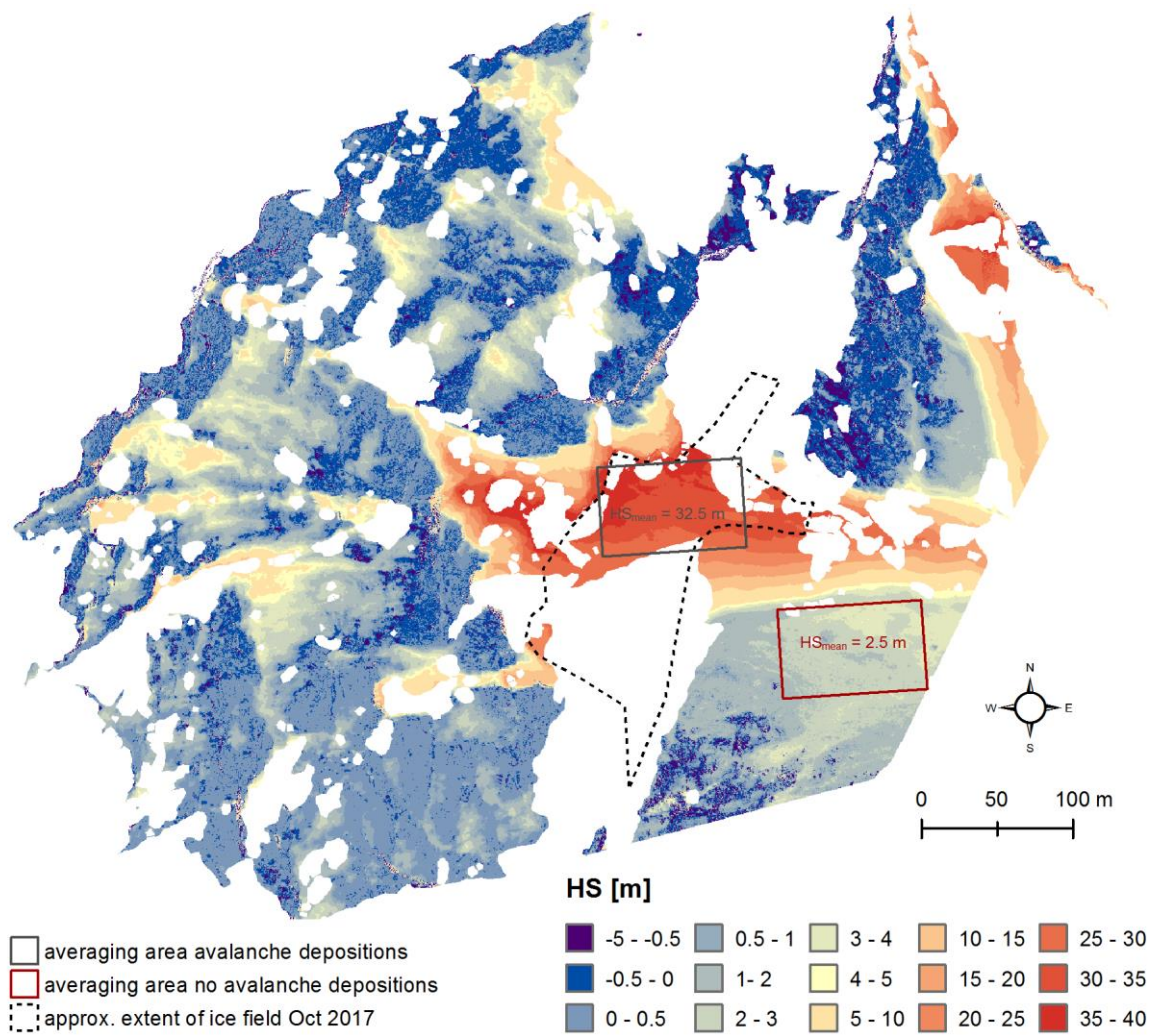 HSmean = 32.5 m
HSmean = 2.5 m
N
W E
S
0 50 100 m
HS [m]
-5 - -0.5 0.5 - 1 3 - 4 10 - 15 25 - 30
-0.5 - 0 1- 2 4 - 5 15 - 20 30 - 35
0 - 0.5 2 - 3 5 - 10 20 - 25 35 - 40
averaging area avalanche depositions
averaging area no avalanche depositions
approx. extent of ice field Oct 2017